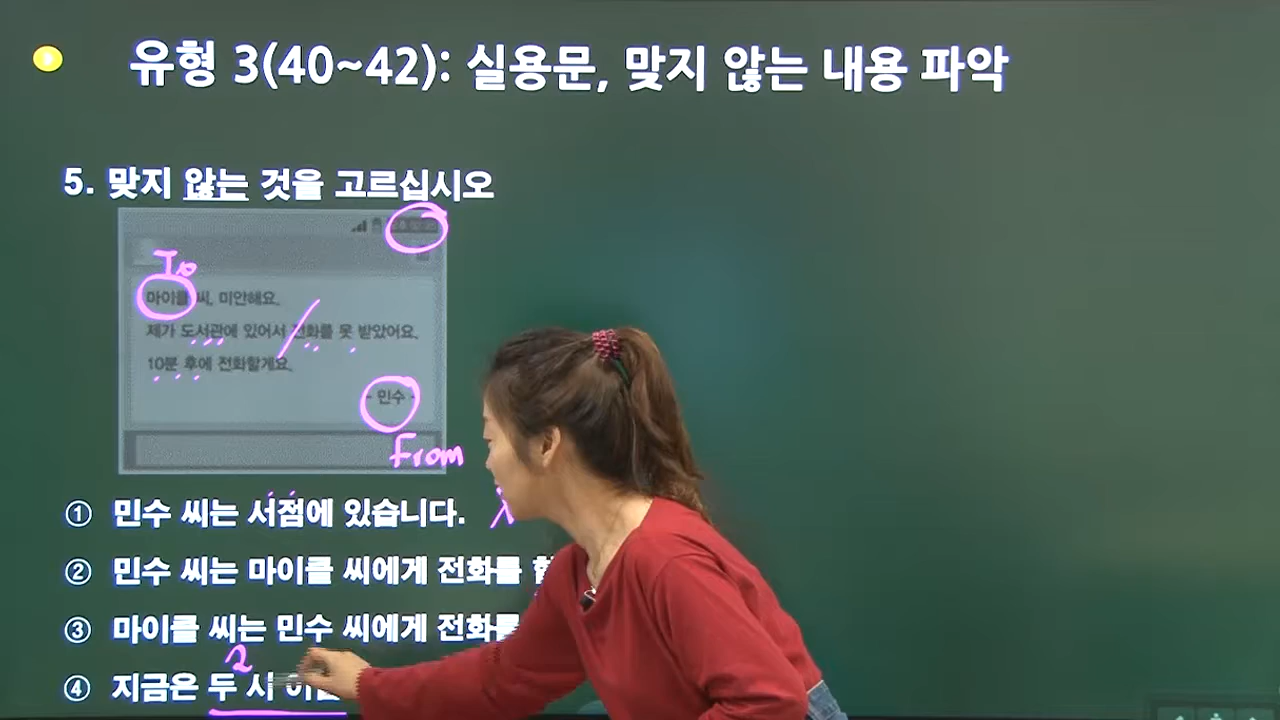 유형 3(40~42): 실용문, 맞지 않는 내용 파악
5. 맞지 않는 것을 고르십시오
To
마이클 씨, 미안해요.
제가 도서관에 있어서 전화를 못 받았어요.
10분 후에 전화할게요.
- 민수 -
From
① 민수 씨는 서점에 있습니다.
② 민수 씨는 마이클 씨에게 전화를
③ 마이클 씨는 민수 씨에게 전화를
2
④ 지금은 두 시